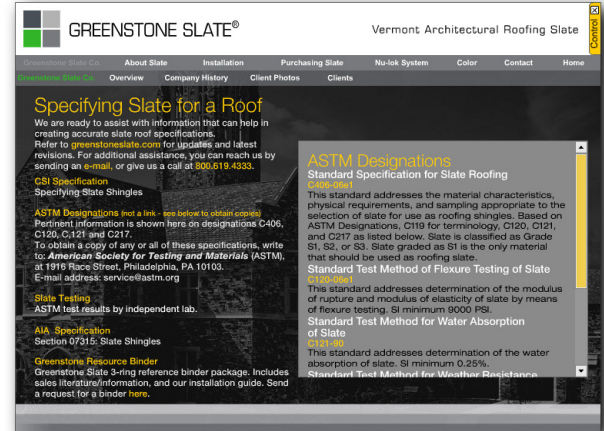 GREENSTONE SLATE®
Vermont Architectural Roofing Slate
Control
Greenstone Slate Co. About Slate Installation Purchasing Slate Nu-lok System Color Contact Home
Greenstone Slate Co. Overview Company History Client Photos Clients
Specifying Slate for a Roof
We are ready to assist with information that can help in
creating accurate slate roof specifications.
Refer to greenstoneslate.com for updates and latest
revisions. For additional assistance, you can reach us by
sending an e-mail, or give us a call at 800.619.4333.
CSI Specification
Specifying Slate Shingles
ASTM Designations (not a link - see below to obtain copies)
Pertinent information is shown here on designations C406,
C120, C,121 and C217.
To obtain a copy of any or all of these specifications, write
to: American Society for Testing and Materials (ASTM),
at 1916 Race Street, Philadelphia, PA 10103.
E-mail address: service@astm.org
Slate Testing
ASTM test results by independent lab.
AIA Specification
Section 07315: Slate Shingles
Greenstone Resource Binder
Greenstone Slate 3-ring reference binder package. Includes
sales literature/information, and our installation guide. Send
a request for a binder here.
ASTM Designations
Standard Specification for Slate Roofing
C406-06e1
This standard addresses the material characteristics,
physical requirements, and sampling appropriate to the
selection of slate for use as roofing shingles. Based on
ASTM Designations, C119 for terminology, C120, C121,
and C217 as listed below. Slate is classified as Grade
S1, S2, or S3. Slate graded as S1 is the only material
that should be used as roofing slate.
Standard Test Method of Flexure Testing of Slate
C120-06e1
This standard addresses determination of the modulus
of rupture and modulus of elasticity of slate by means
of flexure testing. SI minimum 9000 PSI.
Standard Test Method for Water Absorption
of Slate
C121-90
This standard addresses determination of the water
absorption of slate. SI minimum 0.25%.
Standard Test Method for Weather Resistance